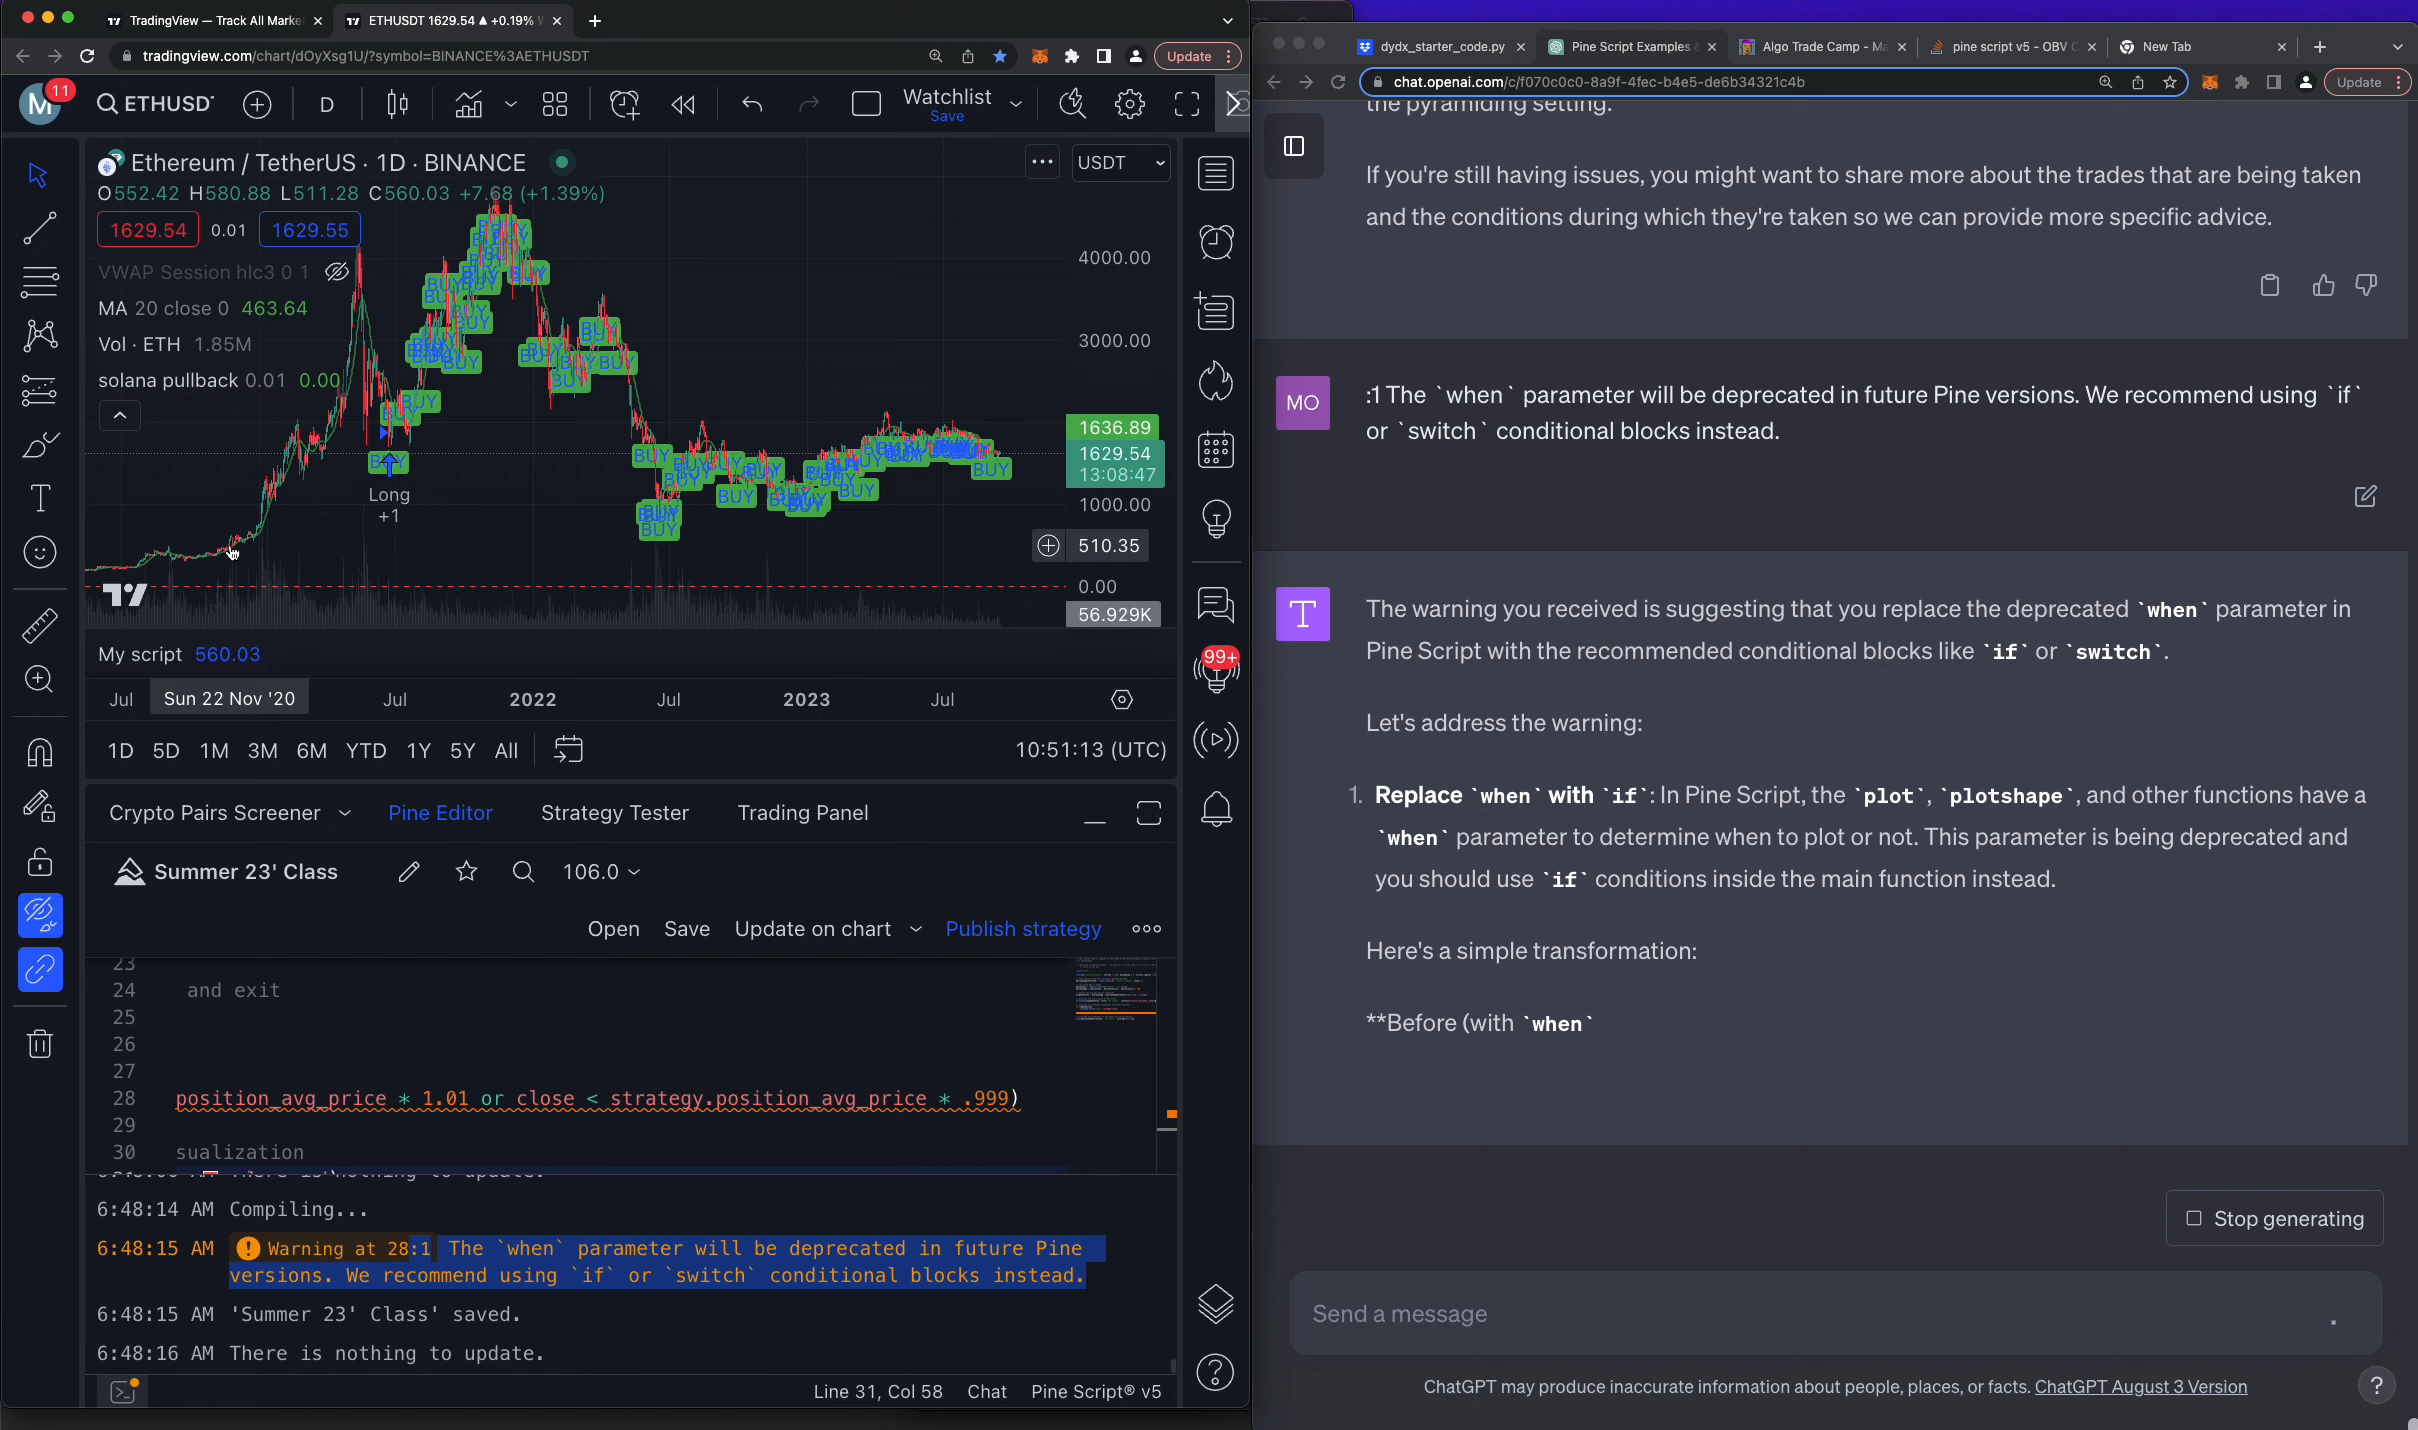 TradingView — Track All Marke
ETHUSDT 1629.54 ▲ +0.19%
tradingview.com/chart/dOyXsg1U/?symbol=BINANCE%3AETHUSDT
Update
M
11
ETHUSD
D
Watchlist
Save
Ethereum / TetherUS · 1D · BINANCE
USDT
O552.42 H580.88 L511.28 C560.03 +7.68 (+1.39%)
1629.54
0.01
1629.55
VWAP Session hlc3 0 1
MA 20 close 0 463.64
Vol · ETH 1.85M
solana pullback 0.01 0.00
BUY
Long
+1
4000.00
3000.00
1636.89
1629.54
13:08:47
1000.00
510.35
0.00
56.929K
My script 560.03
Jul
Sun 22 Nov '20
Jul
2022
Jul
2023
Jul
1D 5D 1M 3M 6M YTD 1Y 5Y All
10:51:13 (UTC)
99+
Crypto Pairs Screener
Pine Editor
Strategy Tester
Trading Panel
Summer 23' Class
106.0
Open
Save
Update on chart
Publish strategy
23
24 and exit
25
26
27
28 position_avg_price * 1.01 or close < strategy.position_avg_price * .999)
29
30 sualization
There is nothing to update.
6:48:14 AM Compiling...
6:48:15 AM Warning at 28:1 The `when` parameter will be deprecated in future Pine
versions. We recommend using `if` or `switch` conditional blocks instead.
6:48:15 AM 'Summer 23' Class' saved.
6:48:16 AM There is nothing to update.
Line 31, Col 58
Chat
Pine Script® v5
dydx_starter_code.py
Pine Script Examples
Algo Trade Camp - Ma
pine script v5 - OBV C
New Tab
chat.openai.com/c/f070c0c0-8a9f-4fec-b4e5-de6b34321c4b
Update
the pyramiding setting.
If you're still having issues, you might want to share more about the trades that are being taken
and the conditions during which they're taken so we can provide more specific advice.
MO
:1 The `when` parameter will be deprecated in future Pine versions. We recommend using `if`
or `switch` conditional blocks instead.
T
The warning you received is suggesting that you replace the deprecated `when` parameter in
Pine Script with the recommended conditional blocks like `if` or `switch`.
Let's address the warning:
1. Replace `when` with `if`: In Pine Script, the `plot`, `plotshape`, and other functions have a
`when` parameter to determine when to plot or not. This parameter is being deprecated and
you should use `if` conditions inside the main function instead.
Here's a simple transformation:
**Before (with `when`
Stop generating
Send a message
ChatGPT may produce inaccurate information about people, places, or facts. ChatGPT August 3 Version
?